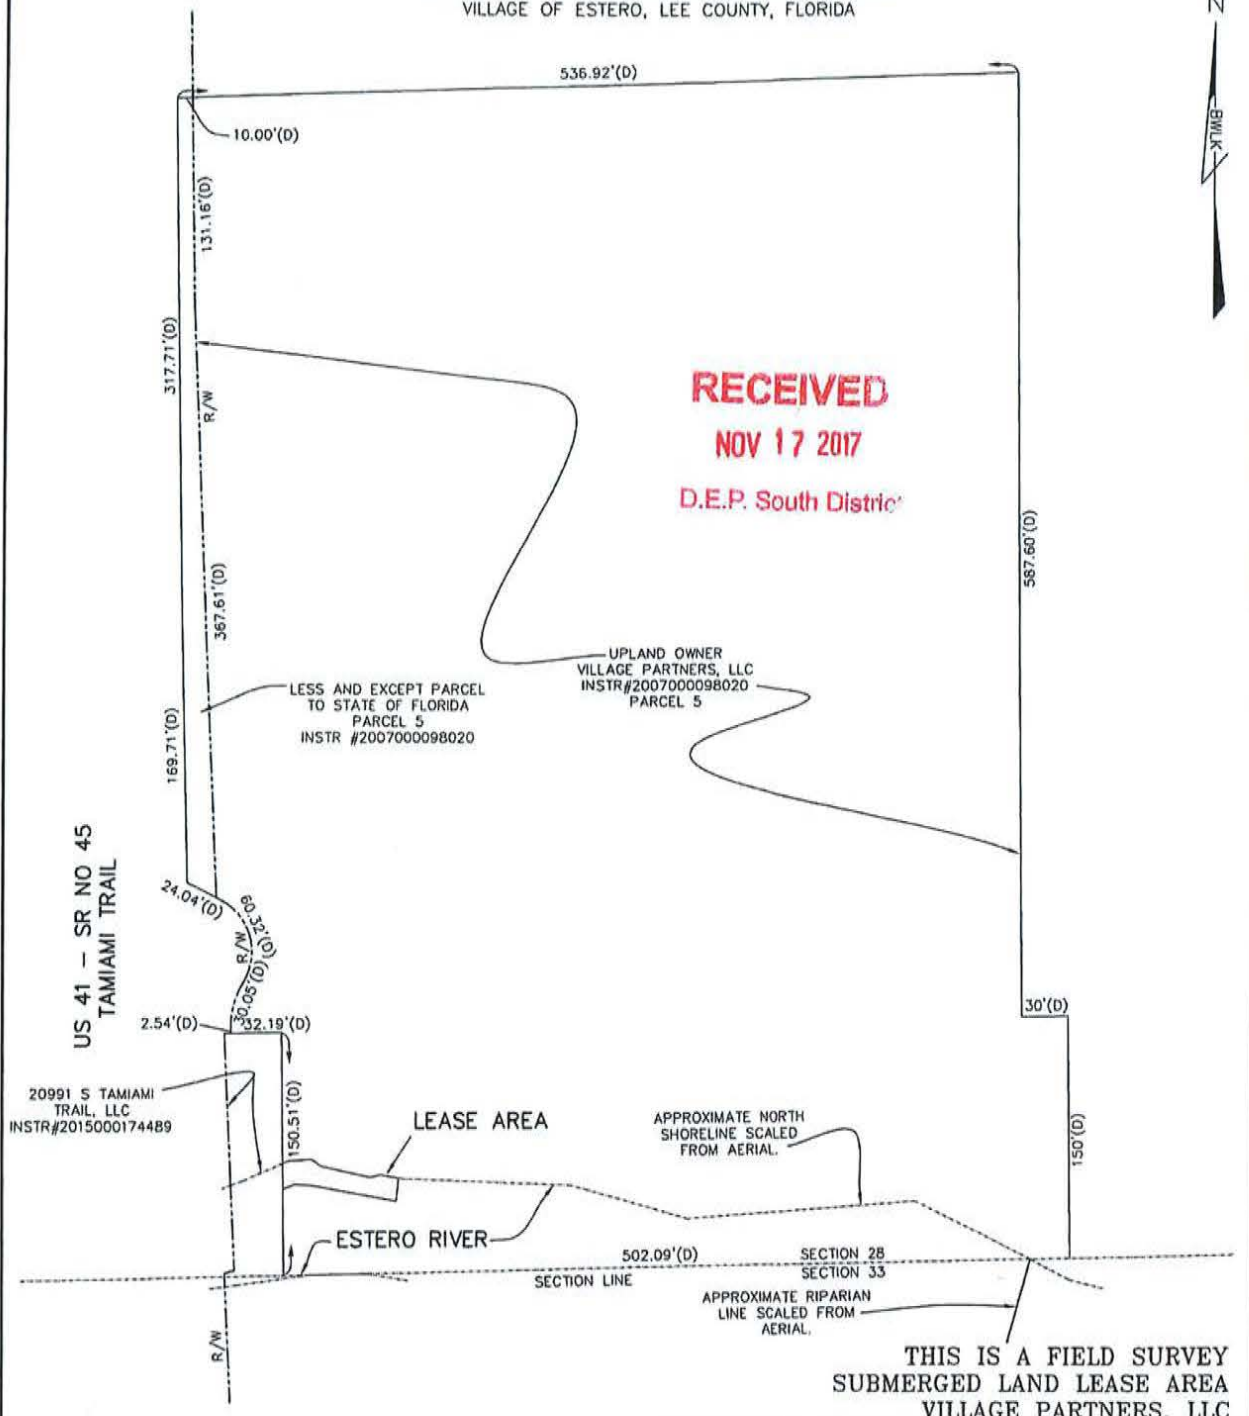 VILLAGE OF ESTERO, LEE COUNTY, FLORIDA
N
BWLK
536.92'(D)
10.00'(D)
131.16'(D)
317.71'(D)
R/W
RECEIVED
NOV 17 2017
D.E.P. South District
587.60'(D)
367.61'(D)
UPLAND OWNER
VILLAGE PARTNERS, LLC
INSTR#2007000098020
PARCEL 5
LESS AND EXCEPT PARCEL
TO STATE OF FLORIDA
PARCEL 5
INSTR #2007000098020
169.71'(D)
US 41 - SR NO 45
TAMIAMI TRAIL
24.04'(D)
60.32'(D)
R/W
30.05'(D)
2.54'(D)
32.19'(D)
30'(D)
20991 S TAMIAMI
TRAIL, LLC
INSTR#2015000174489
150.51'(D)
LEASE AREA
APPROXIMATE NORTH
SHORELINE SCALED
FROM AERIAL.
150'(D)
ESTERO RIVER
502.09'(D)
SECTION 28
SECTION LINE
SECTION 33
APPROXIMATE RIPARIAN
LINE SCALED FROM
AERIAL.
R/W
THIS IS A FIELD SURVEY
SUBMERGED LAND LEASE AREA
VILLAGE PARTNERS, LLC